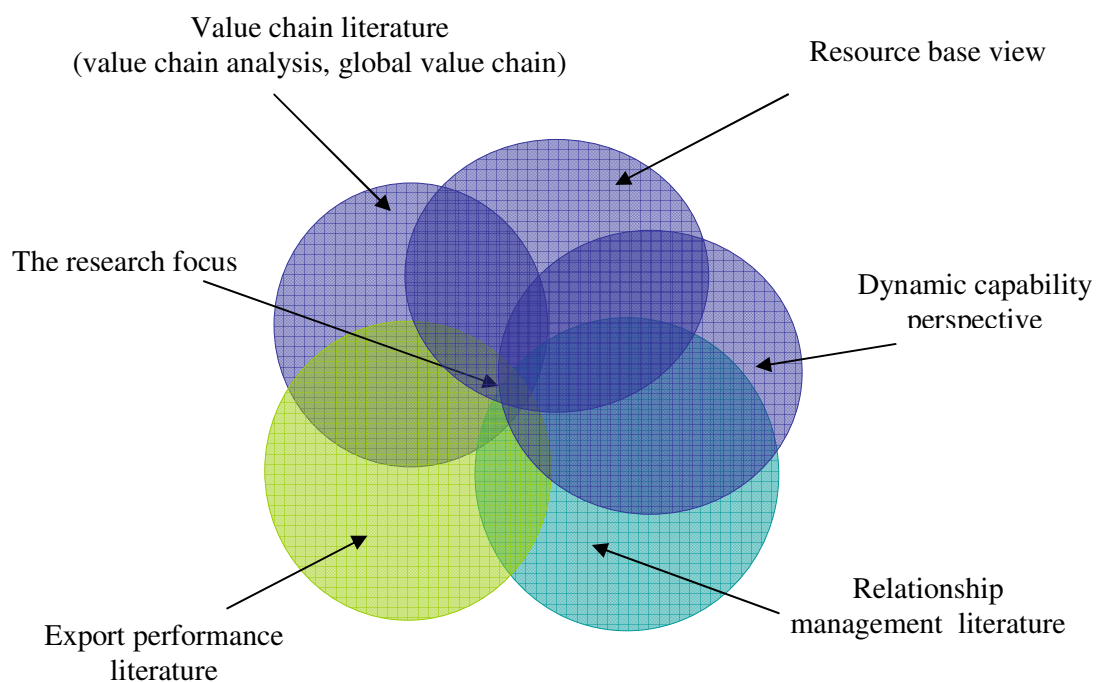 Value chain literature
(value chain analysis, global value chain)
Resource base view
The research focus
Dynamic capability
perspective
Relationship
management literature
Export performance
literature